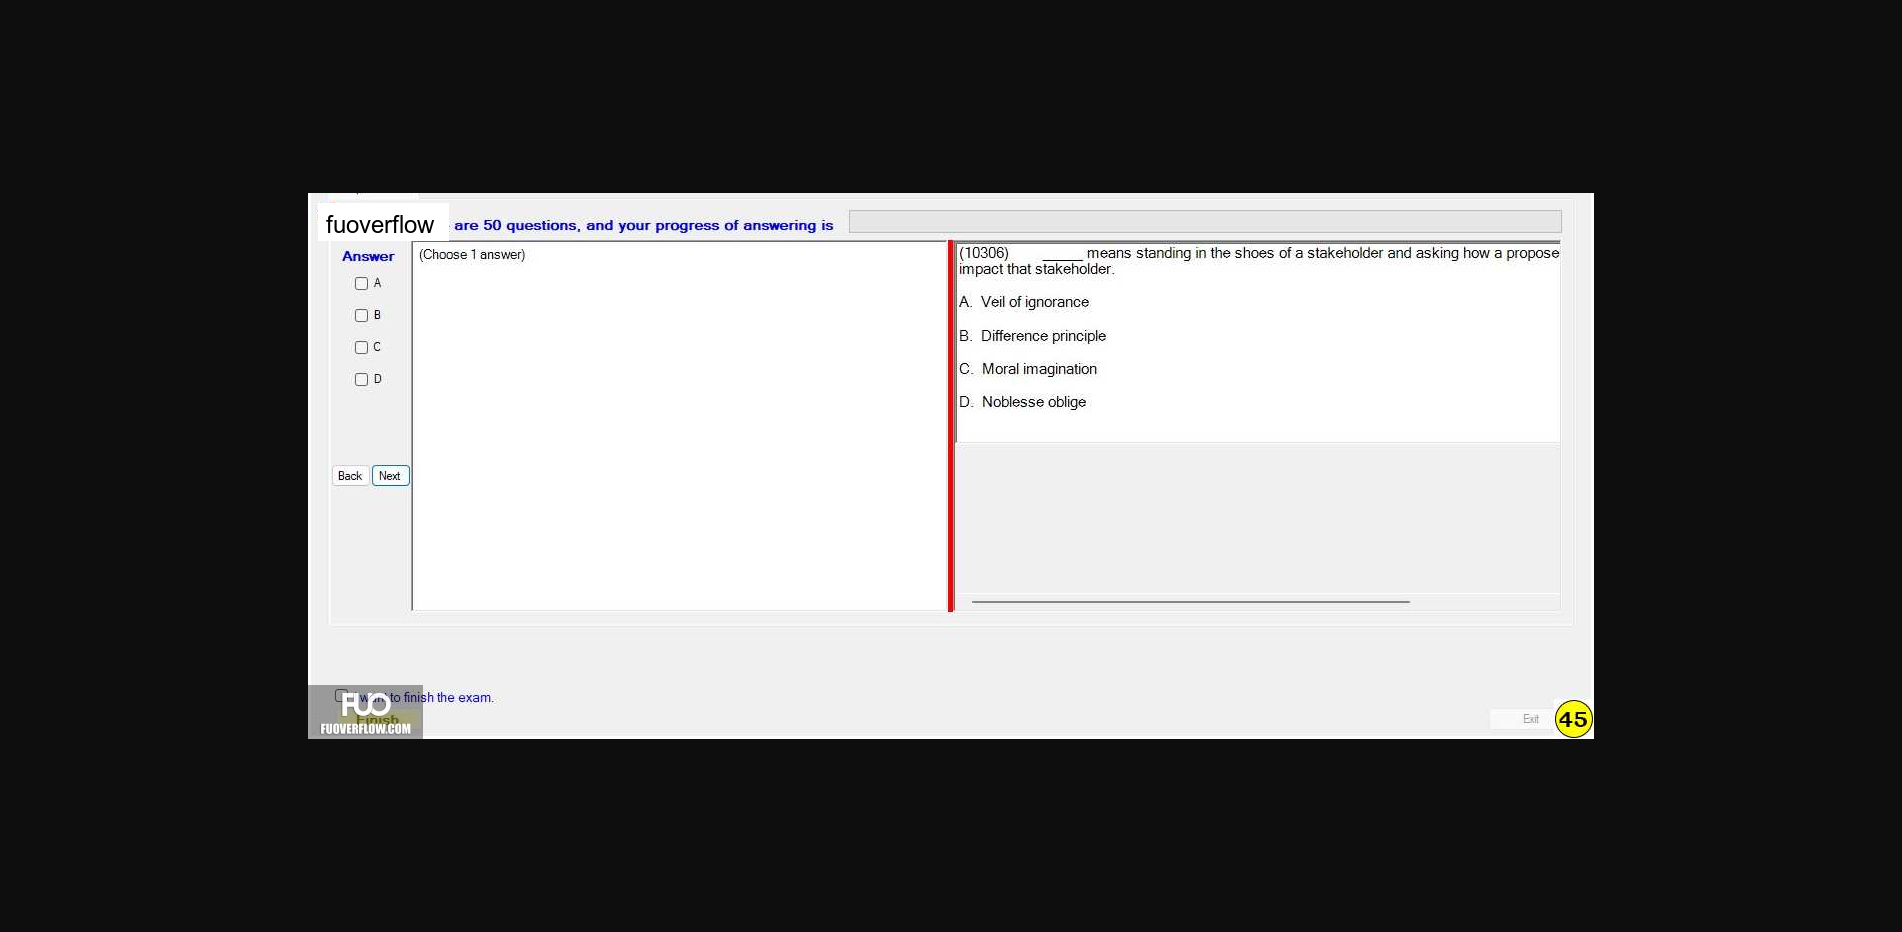 fuoverflow are 50 questions, and your progress of answering is
Answer
(Choose 1 answer)
A
B
C
D
Back Next
(10306) _____ means standing in the shoes of a stakeholder and asking how a propose
impact that stakeholder.
A. Veil of ignorance
B. Difference principle
C. Moral imagination
D. Noblesse oblige
want to finish the exam.
FUO
Finish
FUOVERFLOW.COM
Exit
45